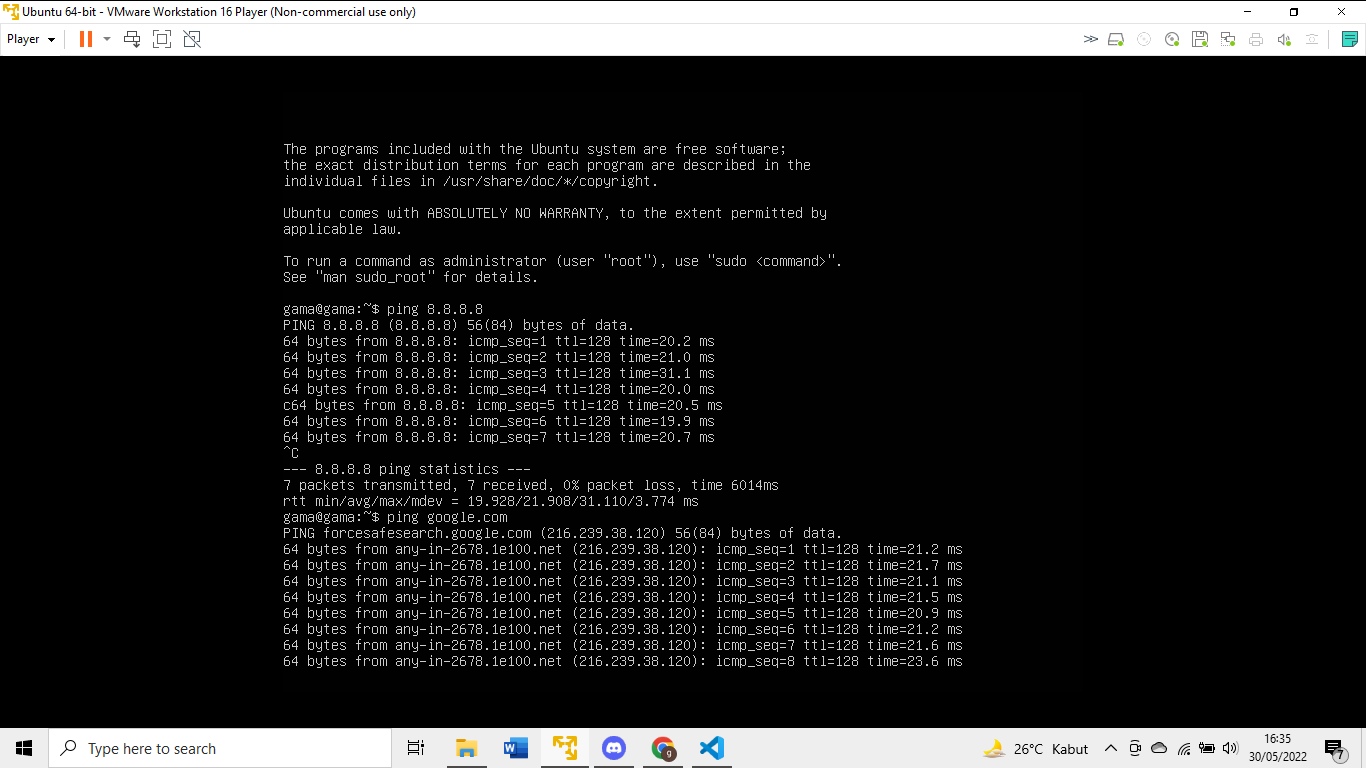 Ubuntu 64-bit - VMware Workstation 16 Player (Non-commercial use only)
Player
The programs included with the Ubuntu system are free software;
the exact distribution terms for each program are described in the
individual files in /usr/share/doc/*/copyright.
Ubuntu comes with ABSOLUTELY NO WARRANTY, to the extent permitted by
applicable law.
To run a command as administrator (user "root"), use "sudo <command>".
See "man sudo_root" for details.
gama@gama:~$ ping 8.8.8.8
PING 8.8.8.8 (8.8.8.8) 56(84) bytes of data.
64 bytes from 8.8.8.8: icmp_seq=1 ttl=128 time=20.2 ms
64 bytes from 8.8.8.8: icmp_seq=2 ttl=128 time=21.0 ms
64 bytes from 8.8.8.8: icmp_seq=3 ttl=128 time=31.1 ms
64 bytes from 8.8.8.8: icmp_seq=4 ttl=128 time=20.0 ms
c64 bytes from 8.8.8.8: icmp_seq=5 ttl=128 time=20.5 ms
64 bytes from 8.8.8.8: icmp_seq=6 ttl=128 time=19.9 ms
64 bytes from 8.8.8.8: icmp_seq=7 ttl=128 time=20.7 ms
^C
--- 8.8.8.8 ping statistics ---
7 packets transmitted, 7 received, 0% packet loss, time 6014ms
rtt min/avg/max/mdev = 19.928/21.908/31.110/3.774 ms
gama@gama:~$ ping google.com
PING forcesafesearch.google.com (216.239.38.120) 56(84) bytes of data.
64 bytes from any-in-2678.1e100.net (216.239.38.120): icmp_seq=1 ttl=128 time=21.2 ms
64 bytes from any-in-2678.1e100.net (216.239.38.120): icmp_seq=2 ttl=128 time=21.7 ms
64 bytes from any-in-2678.1e100.net (216.239.38.120): icmp_seq=3 ttl=128 time=21.1 ms
64 bytes from any-in-2678.1e100.net (216.239.38.120): icmp_seq=4 ttl=128 time=21.5 ms
64 bytes from any-in-2678.1e100.net (216.239.38.120): icmp_seq=5 ttl=128 time=20.9 ms
64 bytes from any-in-2678.1e100.net (216.239.38.120): icmp_seq=6 ttl=128 time=21.2 ms
64 bytes from any-in-2678.1e100.net (216.239.38.120): icmp_seq=7 ttl=128 time=21.6 ms
64 bytes from any-in-2678.1e100.net (216.239.38.120): icmp_seq=8 ttl=128 time=23.6 ms
Type here to search
W
g
26°C Kabut
16:35
30/05/2022
7